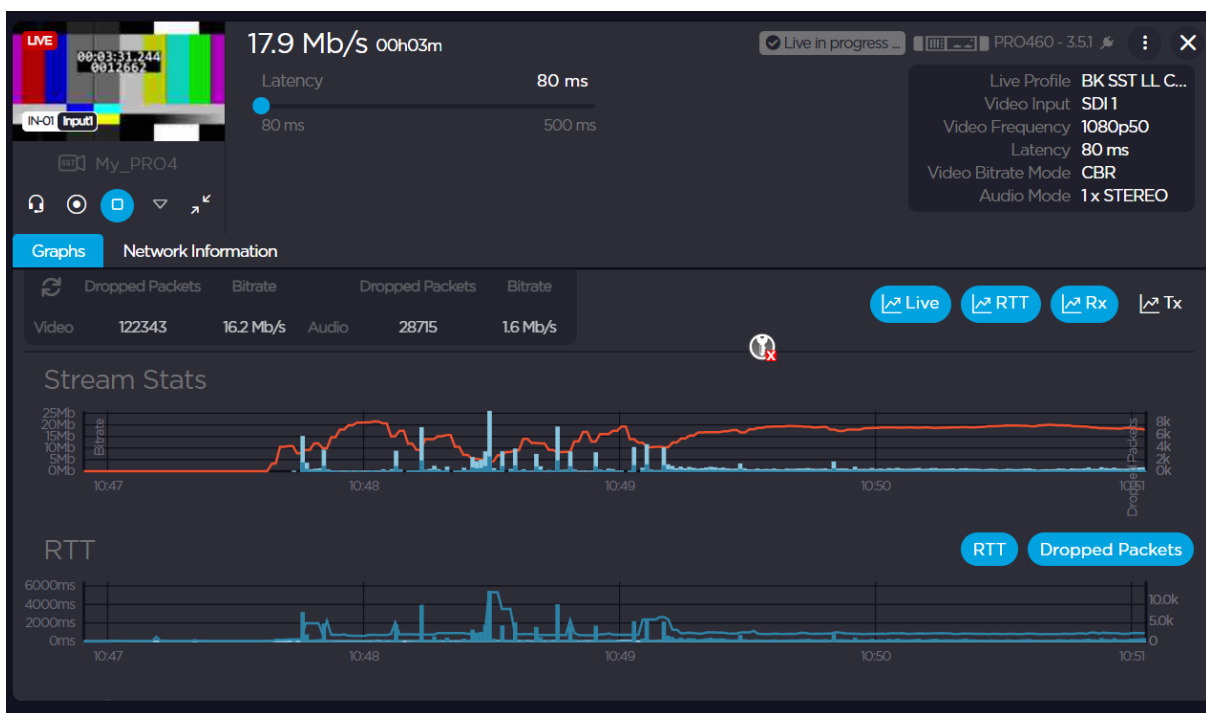 LIVE
00:03:31.244
0012662
IN-01 Input1
SST My_PRO4
17.9 Mb/s 00h03m
Latency 80 ms
80 ms 500 ms
Live in progress ... PRO460 - 3.5.1
Live Profile BK SST LL C...
Video Input SDI 1
Video Frequency 1080p50
Latency 80 ms
Video Bitrate Mode CBR
Audio Mode 1 x STEREO
Graphs Network Information
Dropped Packets Bitrate Dropped Packets Bitrate
Video 122343 16.2 Mb/s Audio 28715 1.6 Mb/s
Live RTT Rx Tx
X
Stream Stats
25Mb
20Mb
15Mb
10Mb
5Mb
0Mb
Bitrate
8k
6k
4k
2k
0k
Dropped Packets
10:47 10:48 10:49 10:50 10:51
RTT RTT Dropped Packets
6000ms
4000ms
2000ms
0ms
10.0k
5.0k
0
10:47 10:48 10:49 10:50 10:51